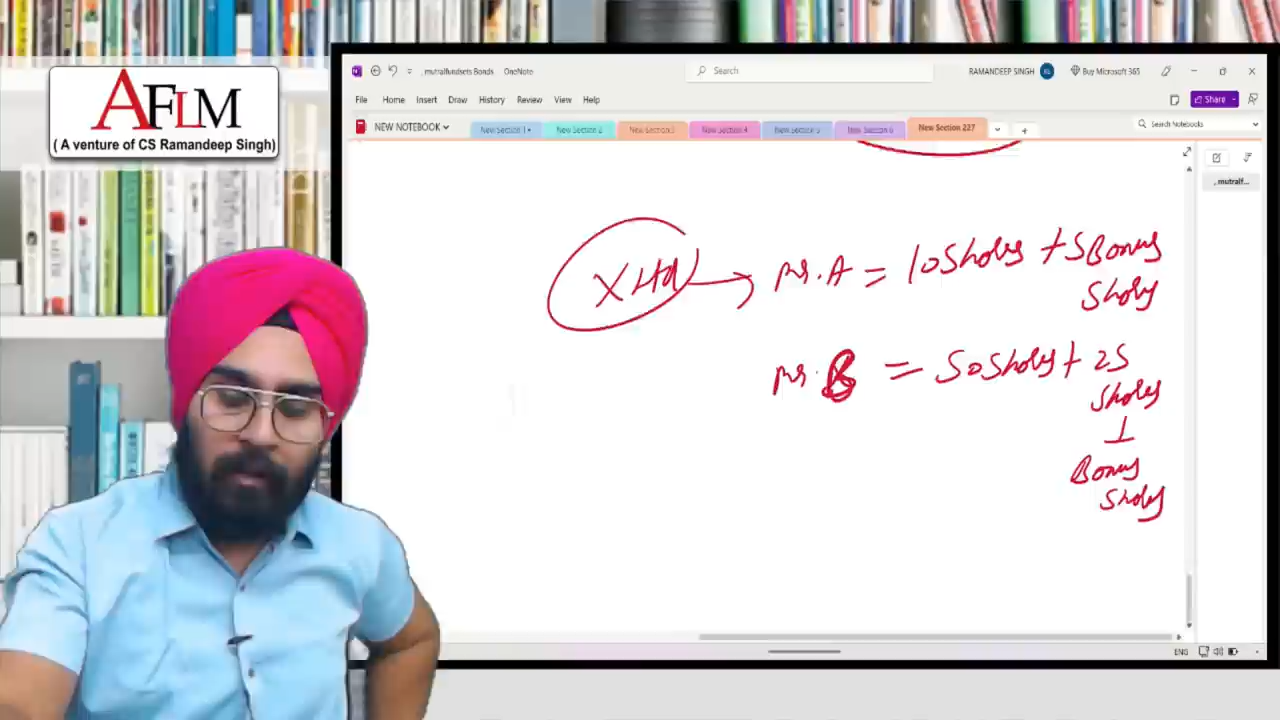 AFLM
( A venture of CS Ramandeep Singh)
, mutralfundsets Bonds - OneNote
Search
RAMANDEEP SINGH
Buy Microsoft 365
File Home Insert Draw History Review View Help
Share
NEW NOTEBOOK
New Section 1
New Section 2
New Section 3
New Section 4
New Section 5
New Section 6
New Section 227
Search Notebooks
, mutralf...
X Ltd → Mr. A = 10 Shares + 5 Bonus
Shares
Mr. B = 50 Shares + 25
Shares
Bonus
Shares
ENG